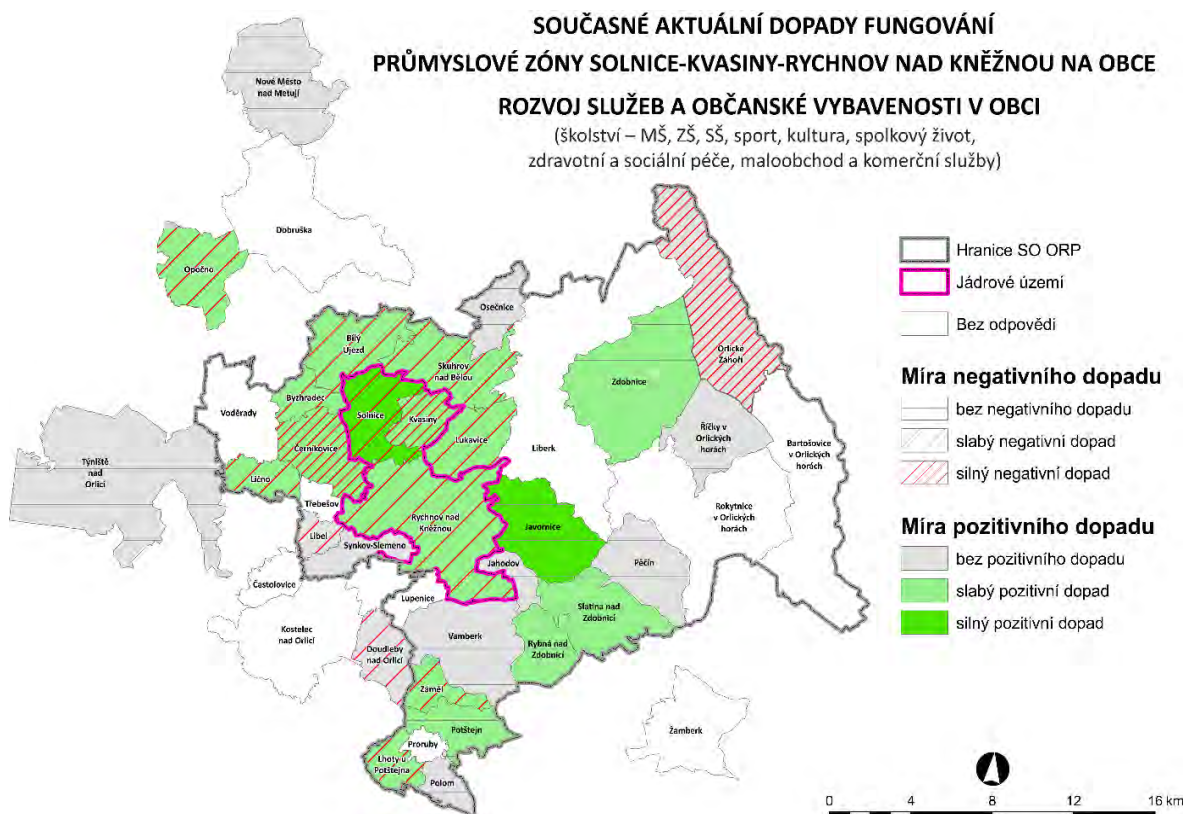 SOUČASNÉ AKTUÁLNÍ DOPADY FUNGOVÁNÍ
PRŮMYSLOVÉ ZÓNY SOLNICE-KVASINY-RYCHNOV NAD KNĚŽNOU NA OBCE
ROZVOJ SLUŽEB A OBČANSKÉ VYBAVENOSTI V OBCI
(školství – MŠ, ZŠ, SŠ, sport, kultura, spolkový život,
zdravotní a sociální péče, maloobchod a komerční služby)
Nové Město
nad Metují
Dobruška
Opočno
Osečnice
Bílý
Újezd
Skuhrov
nad Bělou
Orlické
Záhoří
Zdobnice
Byzhradec
Solnice
Kvasiny
Voděrady
Lukavice
Říčky v
Orlických
horách
Bartošovice
v Orlických
horách
Liberk
Černíkovice
Týniště
nad
Orlicí
Lično
Třebešov
Rokytnice
v Orlických
horách
Rychnov nad
Kněžnou
Javornice
Libel
Synkov-Slemeno
Jahodov
Pěčín
Častolovice
Lupenice
Slatina nad
Zdobnicí
Kostelec
nad Orlicí
Vamberk
Rybná nad
Zdobnicí
Doudleby
nad Orlicí
Záměl
Potštejn
Žamberk
Proruby
Lhoty u
Potštejna
Polom
Hranice SO ORP
Jádrové území
Bez odpovědi
Míra negativního dopadu
bez negativního dopadu
slabý negativní dopad
silný negativní dopad
Míra pozitivního dopadu
bez pozitivního dopadu
slabý pozitivní dopad
silný pozitivní dopad
0 4 8 12 16 km